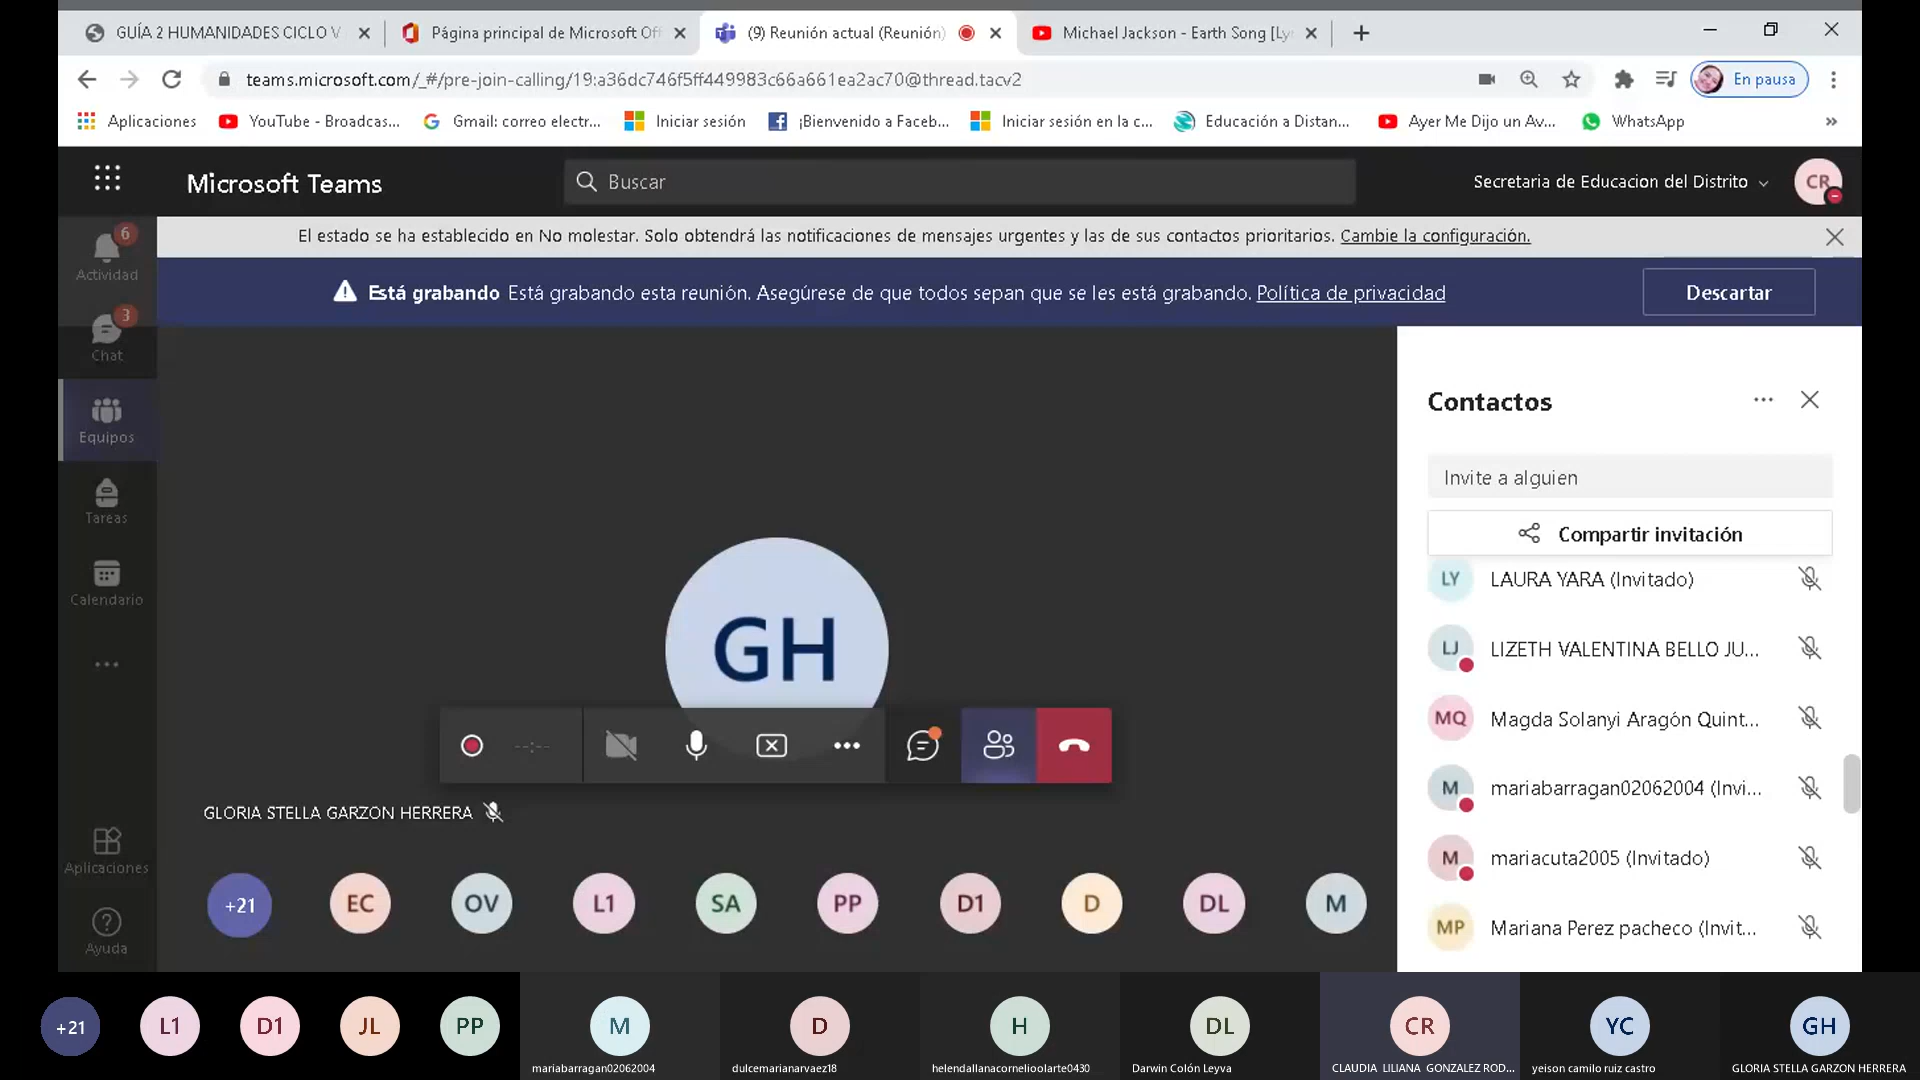 GUÍA 2 HUMANIDADES CICLO V
Página principal de Microsoft Off
(9) Reunión actual (Reunión)
Michael Jackson - Earth Song [Lyr
teams.microsoft.com/_#/pre-join-calling/19:a36dc746f5ff449983c66a661ea2ac70@thread.tacv2
En pausa
Aplicaciones
YouTube - Broadcas...
Gmail: correo electr...
Iniciar sesión
¡Bienvenido a Faceb...
Iniciar sesión en la c...
Educación a Distan...
Ayer Me Dijo un Av...
WhatsApp
»
Microsoft Teams
Buscar
Secretaria de Educacion del Distrito
CR
El estado se ha establecido en No molestar. Solo obtendrá las notificaciones de mensajes urgentes y las de sus contactos prioritarios. Cambie la configuración.
Está grabando Está grabando esta reunión. Asegúrese de que todos sepan que se les está grabando. Política de privacidad
Descartar
6
Actividad
3
Chat
Equipos
Tareas
Calendario
Aplicaciones
Ayuda
GH
--:--
GLORIA STELLA GARZON HERRERA
+21
EC
OV
L1
SA
PP
D1
D
DL
M
Contactos
Invite a alguien
Compartir invitación
LY LAURA YARA (Invitado)
LJ LIZETH VALENTINA BELLO JU...
MQ Magda Solanyi Aragón Quint...
M mariabarragan02062004 (Invi...
M mariacuta2005 (Invitado)
MP Mariana Perez pacheco (Invit...
+21
L1
D1
JL
PP
M
mariabarragan02062004
D
dulcemarianarvaez18
H
helendallanacornelioolarte0430
DL
Darwin Colón Leyva
CR
CLAUDIA LILIANA GONZALEZ ROD...
YC
yeison camilo ruiz castro
GH
GLORIA STELLA GARZON HERRERA